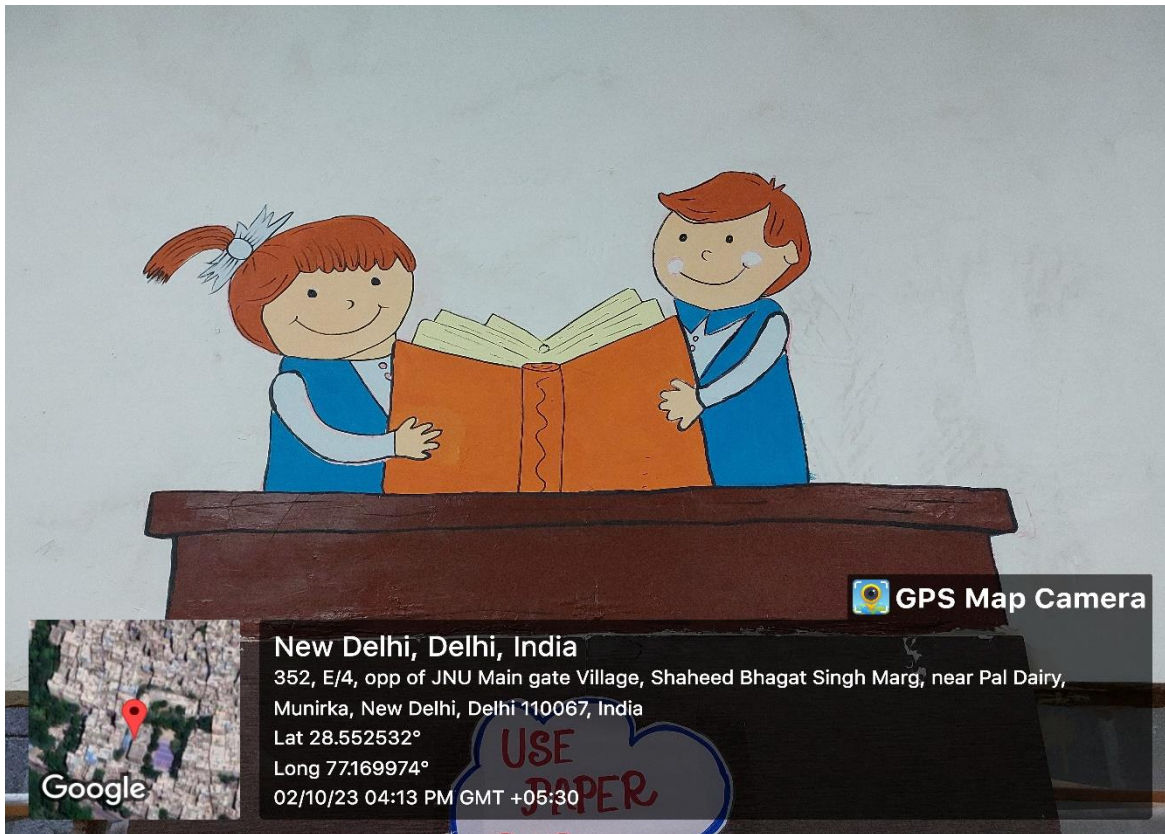 GPS Map Camera
New Delhi, Delhi, India
352, E/4, opp of JNU Main gate Village, Shaheed Bhagat Singh Marg, near Pal Dairy,
Munirka, New Delhi, Delhi 110067, India
Lat 28.552532°
Long 77.169974°
02/10/23 04:13 PM GMT +05:30
Google
USE
PAPER